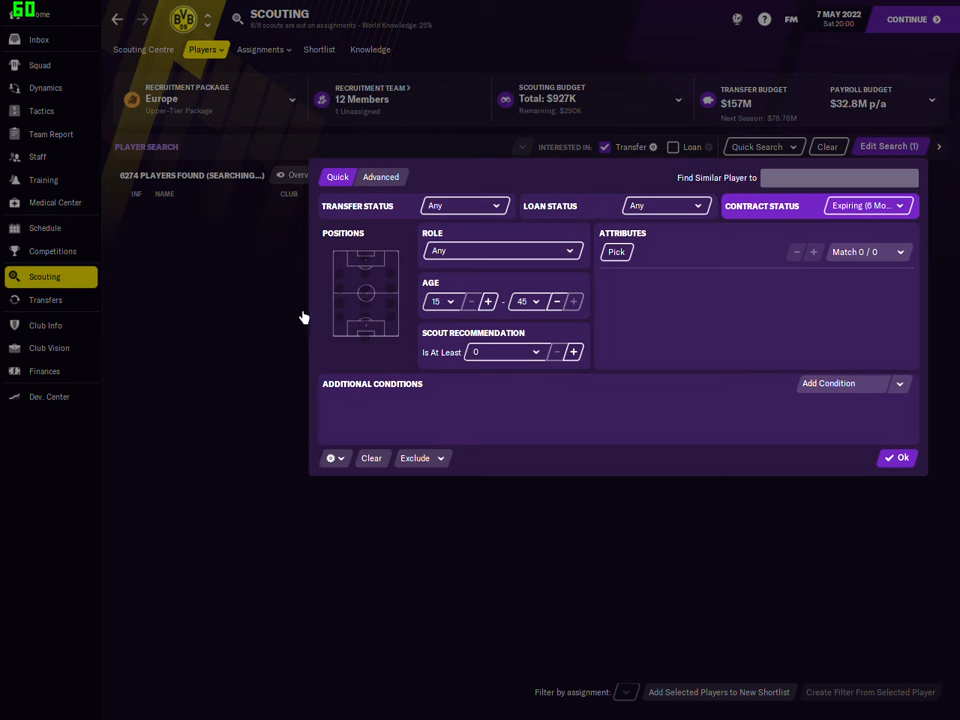 60
Home
SCOUTING
8/8 scouts are out on assignments - World Knowledge: 25%
FM
7 MAY 2022
Sat 20:00
CONTINUE
Inbox
Squad
Dynamics
Tactics
Team Report
Staff
Training
Medical Center
Schedule
Competitions
Scouting
Transfers
Club Info
Club Vision
Finances
Dev. Center
Scouting Centre
Players
Assignments
Shortlist
Knowledge
RECRUITMENT PACKAGE
Europe
Upper-Tier Package
RECRUITMENT TEAM >
12 Members
1 Unassigned
SCOUTING BUDGET
Total: $927K
Remaining: $290K
TRANSFER BUDGET
$157M
Next Season: $78.76M
PAYROLL BUDGET
$32.8M p/a
PLAYER SEARCH
INTERESTED IN:
Transfer
Loan
Quick Search
Clear
Edit Search (1)
6274 PLAYERS FOUND (SEARCHING...)
Overv
INF
NAME
CLUB
Quick
Advanced
Find Similar Player to
TRANSFER STATUS
Any
LOAN STATUS
Any
CONTRACT STATUS
Expiring (6 Mo...
POSITIONS
ROLE
Any
AGE
15
-
45
SCOUT RECOMMENDATION
Is At Least
0
ATTRIBUTES
Pick
Match 0 / 0
ADDITIONAL CONDITIONS
Add Condition
Clear
Exclude
Ok
Filter by assignment:
Add Selected Players to New Shortlist
Create Filter From Selected Player